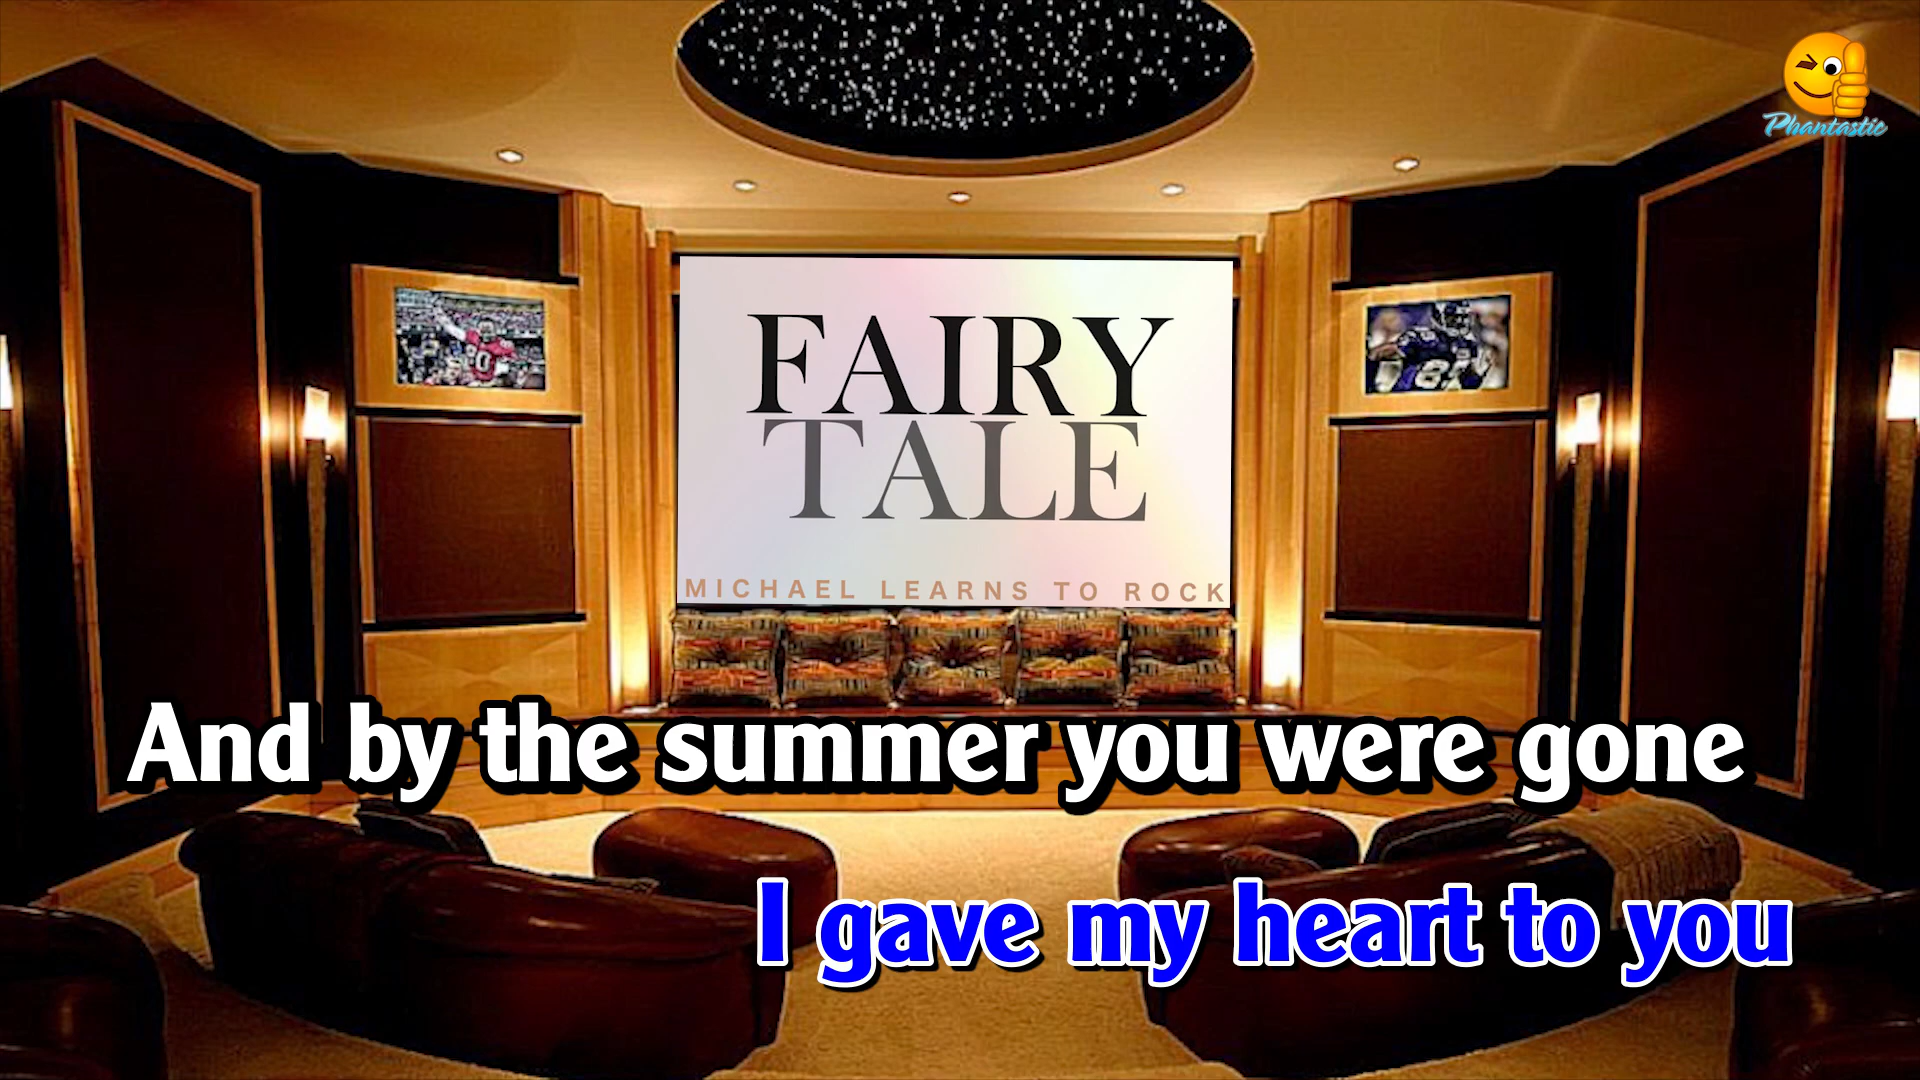 Phantastic
FAIRY
TALE
MICHAEL LEARNS TO ROCK
And by the summer you were gone
I gave my heart to you